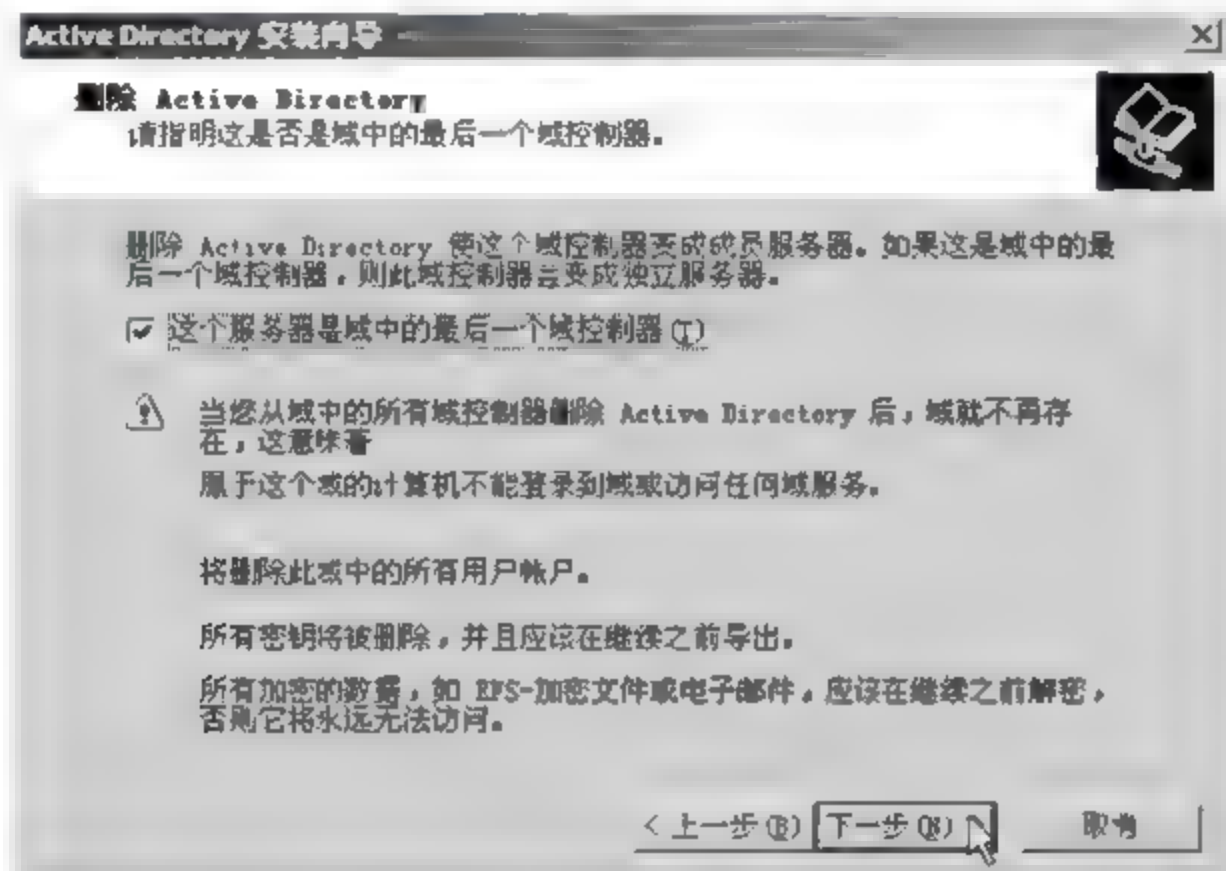 Active Directory 安装向导
删除 Active Directory
请指明这是否是域中的最后一个域控制器。
删除 Active Directory 使这个域控制器变成成员服务器。如果这是域中的最
后一个域控制器，则此域控制器会变成独立服务器。
这个服务器是域中的最后一个域控制器(T)
当您从域中的所有域控制器删除 Active Directory 后，域就不再存
在，这意味着
属于这个域的计算机不能登录到域或访问任何域服务。
将删除此域中的所有用户帐户。
所有密钥将被删除，并且应该在继续之前导出。
所有加密的数据，如 EFS-加密文件或电子邮件，应该在继续之前解密，
否则它将永远无法访问。
< 上一步(B) 下一步(N) > 取消